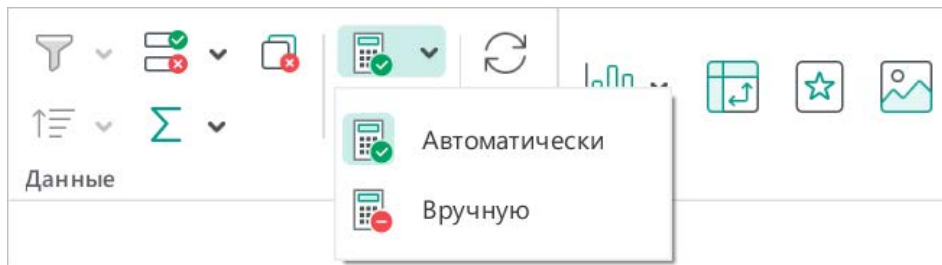 Автоматически
Вручную
Данные